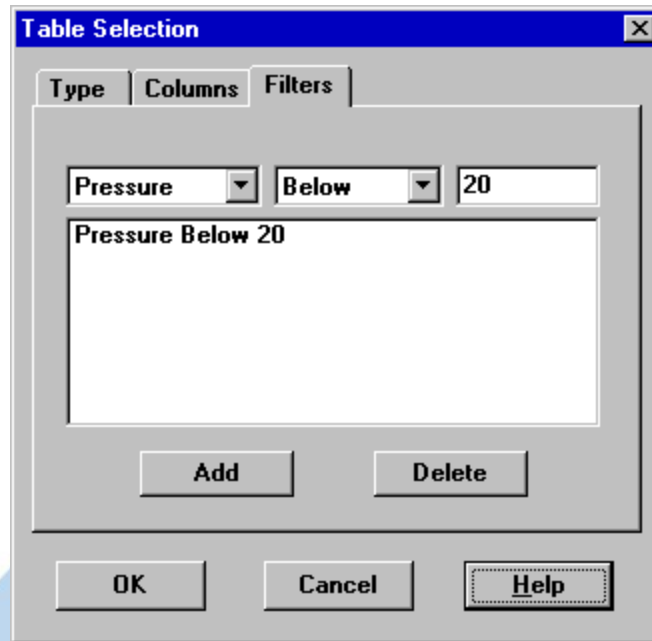 Table Selection
Type Columns Filters
Pressure Below 20
Pressure Below 20
Add Delete
OK Cancel Help